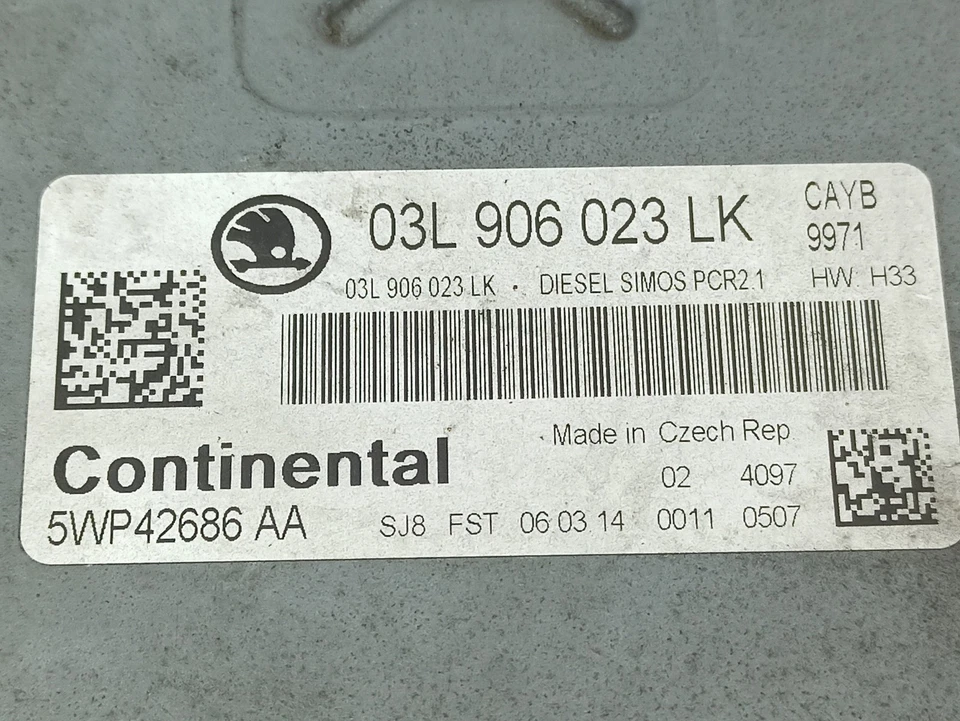 03L 906 023 LK CAYB
9971
03L 906 023 LK · DIESEL SIMOS PCR2.1 HW: H33
Continental
Made in Czech Rep
02 4097
5WP42686 AA SJ8 FST 06 03 14 0011 0507